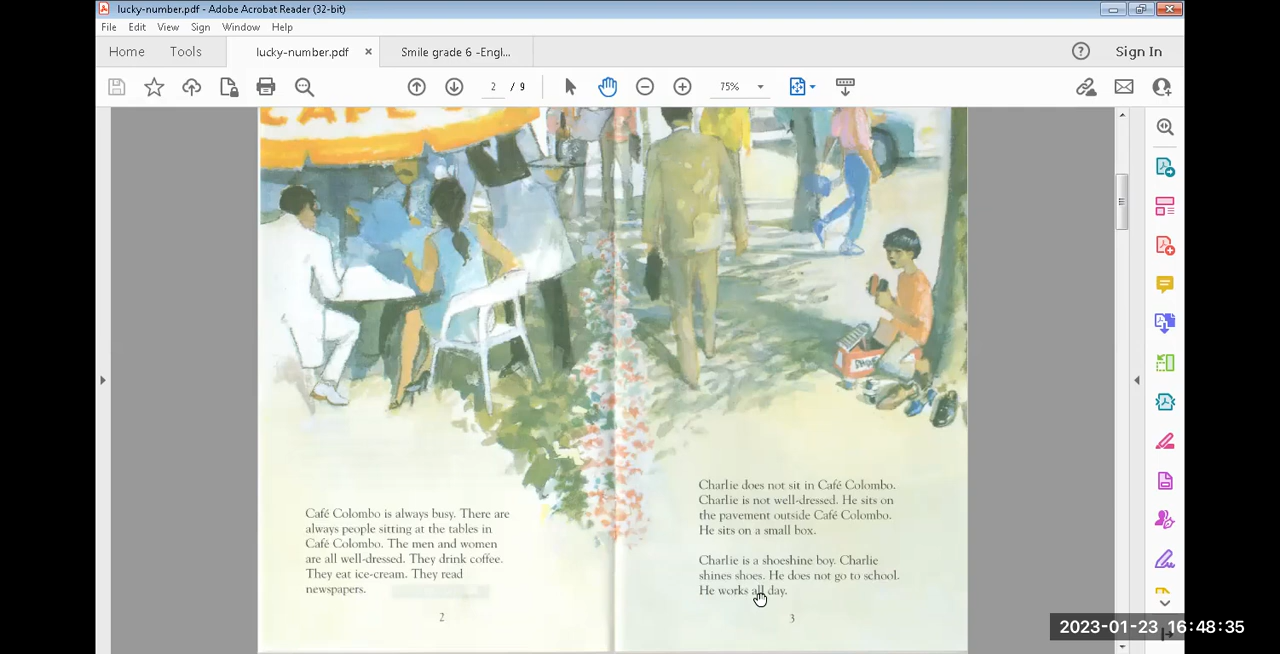 lucky-number.pdf - Adobe Acrobat Reader (32-bit)
File Edit View Sign Window Help
Home Tools lucky-number.pdf × Smile grade 6 -Engl... Sign In
2 / 9 75%
CAFE
SHOE
Café Colombo is always busy. There are
always people sitting at the tables in
Café Colombo. The men and women
are all well-dressed. They drink coffee.
They eat ice-cream. They read
newspapers.
2
Charlie does not sit in Café Colombo.
Charlie is not well-dressed. He sits on
the pavement outside Café Colombo.
He sits on a small box.
Charlie is a shoeshine boy. Charlie
shines shoes. He does not go to school.
He works all day.
3
2023-01-23 16:48:35